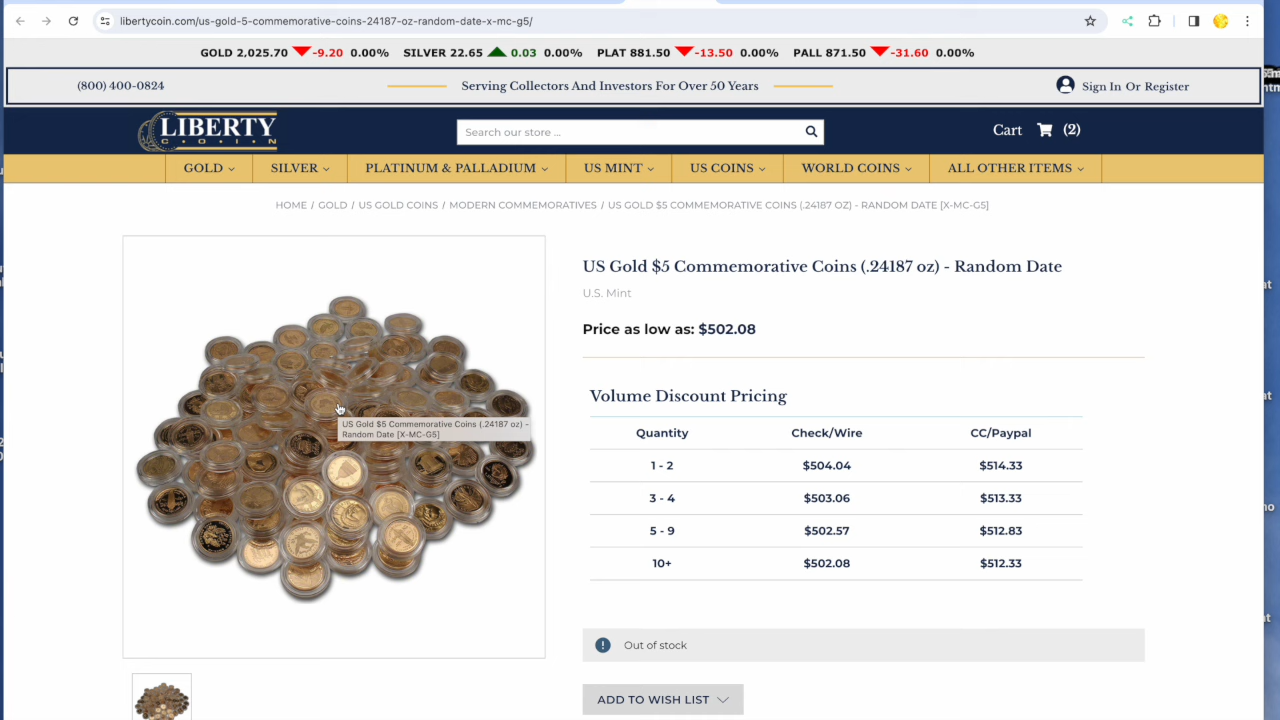 libertycoin.com/us-gold-5-commemorative-coins-24187-oz-random-date-x-mc-g5/
GOLD 2,025.70 -9.20 0.00% SILVER 22.65 0.03 0.00% PLAT 881.50 -13.50 0.00% PALL 871.50 -31.60 0.00%
(800) 400-0824 Serving Collectors And Investors For Over 50 Years Sign In Or Register
LIBERTY
C•O•I•N
Search our store ...
Cart (2)
GOLD SILVER PLATINUM & PALLADIUM US MINT US COINS WORLD COINS ALL OTHER ITEMS
HOME / GOLD / US GOLD COINS / MODERN COMMEMORATIVES / US GOLD $5 COMMEMORATIVE COINS (.24187 OZ) - RANDOM DATE [X-MC-G5]
US Gold $5 Commemorative Coins (.24187 oz) - Random Date
U.S. Mint
Price as low as: $502.08
Volume Discount Pricing
Quantity Check/Wire CC/Paypal
1 - 2 $504.04 $514.33
3 - 4 $503.06 $513.33
5 - 9 $502.57 $512.83
10+ $502.08 $512.33
Out of stock
ADD TO WISH LIST
US Gold $5 Commemorative Coins (.24187 oz) -
Random Date [X-MC-G5]